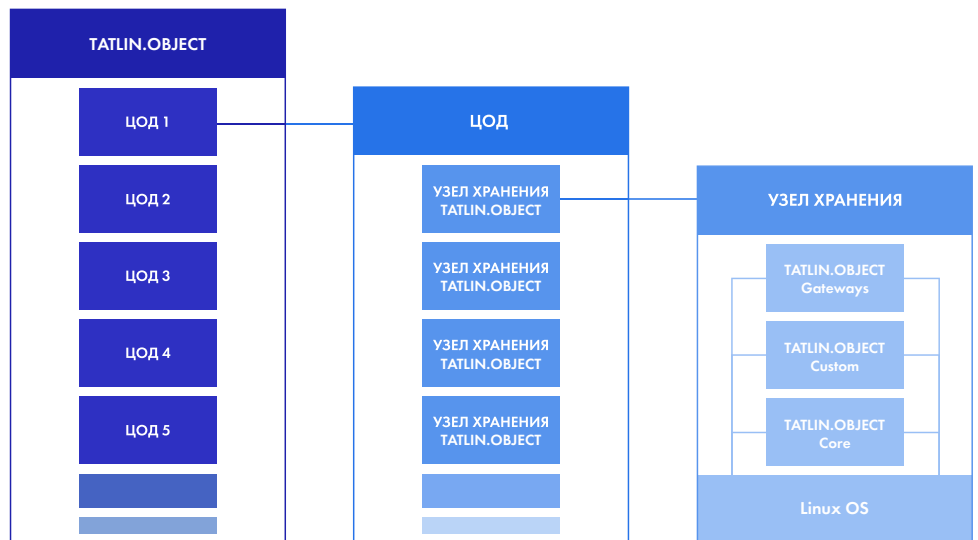 TATLIN.OBJECT
ЦОД 1
ЦОД 2
ЦОД 3
ЦОД 4
ЦОД 5
ЦОД
УЗЕЛ ХРАНЕНИЯ
TATLIN.OBJECT
УЗЕЛ ХРАНЕНИЯ
TATLIN.OBJECT
УЗЕЛ ХРАНЕНИЯ
TATLIN.OBJECT
УЗЕЛ ХРАНЕНИЯ
TATLIN.OBJECT
УЗЕЛ ХРАНЕНИЯ
TATLIN.OBJECT
Gateways
TATLIN.OBJECT
Custom
TATLIN.OBJECT
Core
Linux OS